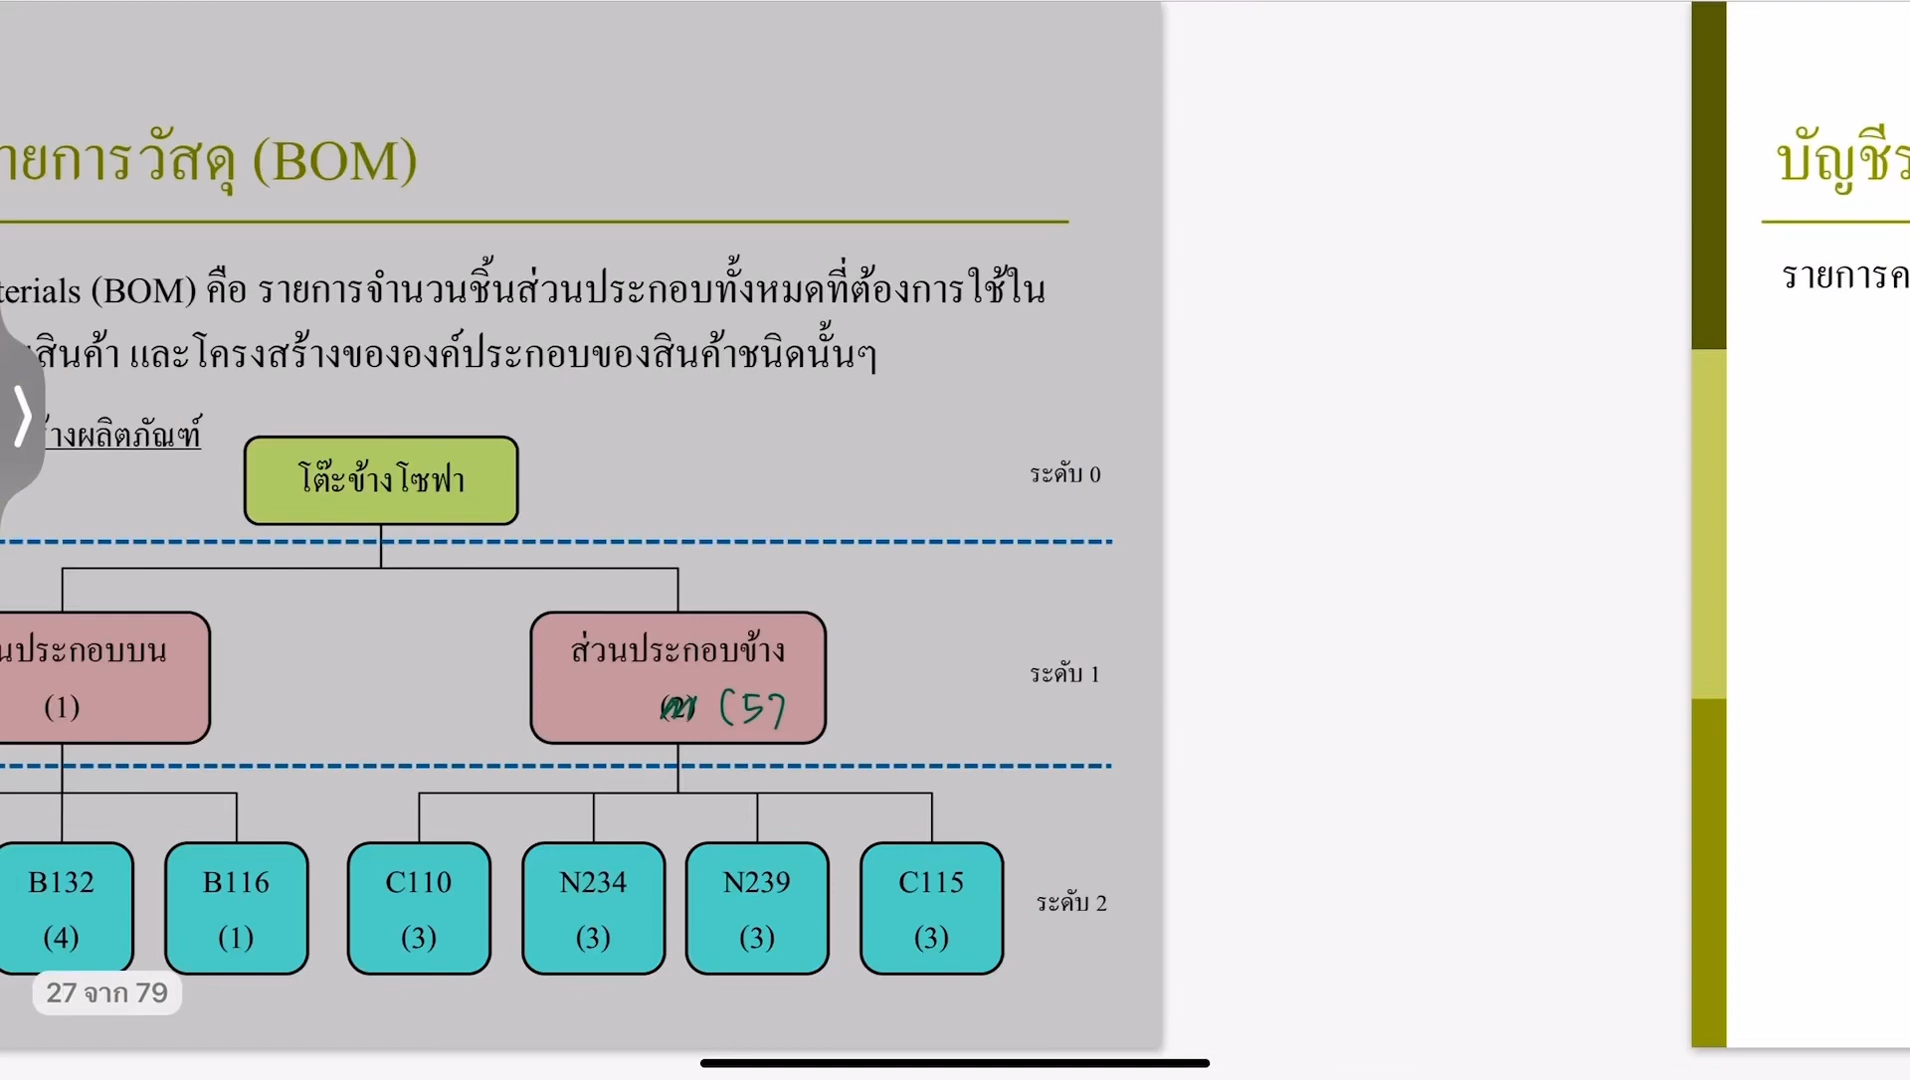 ายการวัสดุ (BOM)
terials (BOM) คือ รายการจำนวนชิ้นส่วนประกอบทั้งหมดที่ต้องการใช้ใน
สินค้า และโครงสร้างขององค์ประกอบของสินค้าชนิดนั้นๆ
้างผลิตภัณฑ์
โต๊ะข้างโซฟา
ระดับ 0
นประกอบบน
(1)
ส่วนประกอบข้าง
(2) (5)
ระดับ 1
B132
(4)
B116
(1)
C110
(3)
N234
(3)
N239
(3)
C115
(3)
ระดับ 2
27 จาก 79
บัญชีร
รายการค